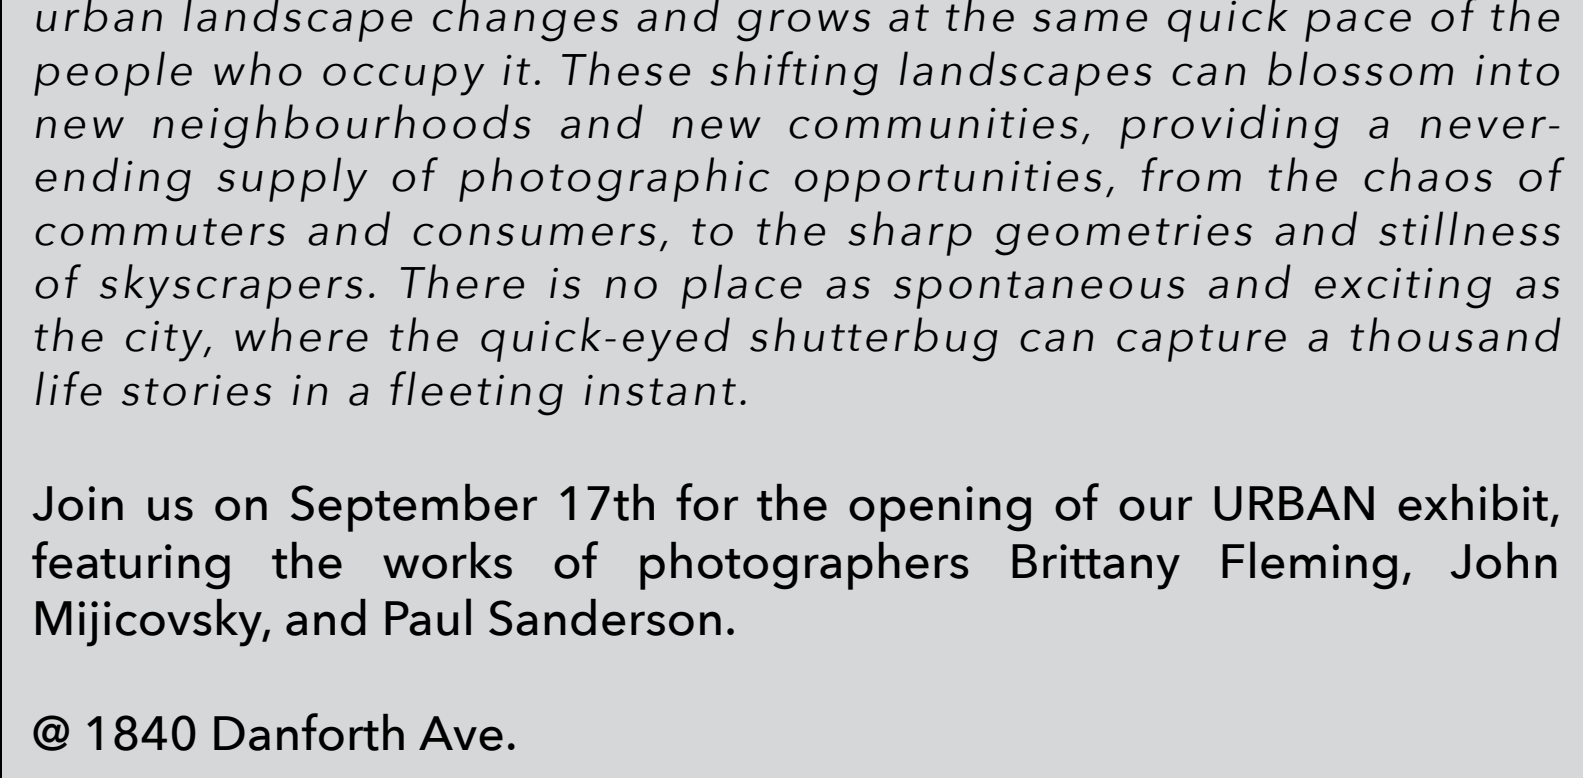 urban landscape changes and grows at the same quick pace of the
people who occupy it. These shifting landscapes can blossom into
new neighbourhoods and new communities, providing a never-
ending supply of photographic opportunities, from the chaos of
commuters and consumers, to the sharp geometries and stillness
of skyscrapers. There is no place as spontaneous and exciting as
the city, where the quick-eyed shutterbug can capture a thousand
life stories in a fleeting instant.
Join us on September 17th for the opening of our URBAN exhibit,
featuring the works of photographers Brittany Fleming, John
Mijicovsky, and Paul Sanderson.
@ 1840 Danforth Ave.